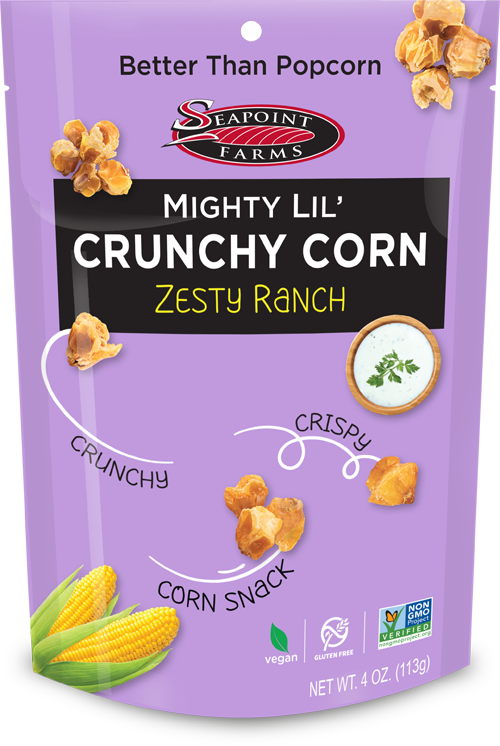 Better Than Popcorn
SEAPOINT
FARMS
MIGHTY LIL'
CRUNCHY CORN
ZESTY RANCH
CRUNCHY
CRISPY
CORN SNACK
vegan
GLUTEN FREE
NON
GMO
Project
VERIFIED
nongmoproject.org
NET WT. 4 OZ. (113g)